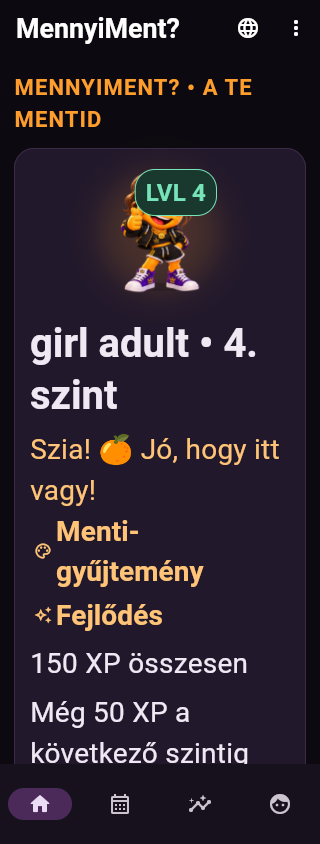 MennyiMent?
MENNYIMENT? • A TE
MENTID
LVL 4
girl adult • 4.
szint
Szia! 🍊 Jó, hogy itt
vagy!
Menti-
gyűjtemény
Fejlődés
150 XP összesen
Még 50 XP a
következő szintig